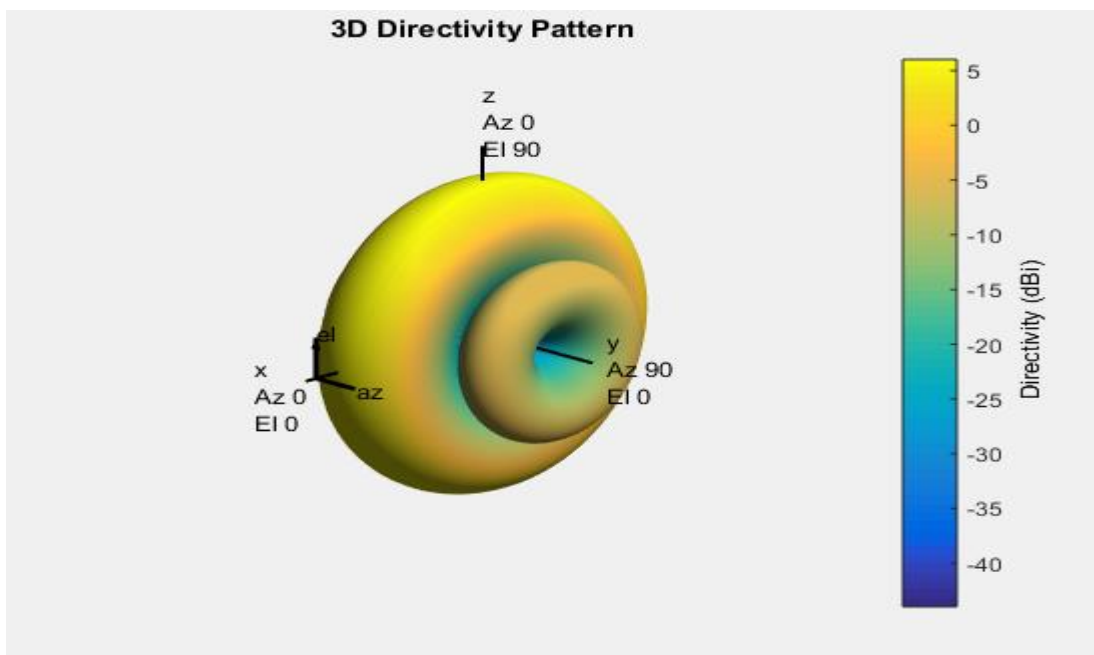 3D Directivity Pattern
z
Az 0
El 90
el
x
Az 0
El 0
az
y
Az 90
El 0
5
0
-5
-10
-15
-20
-25
-30
-35
-40
Directivity (dBi)